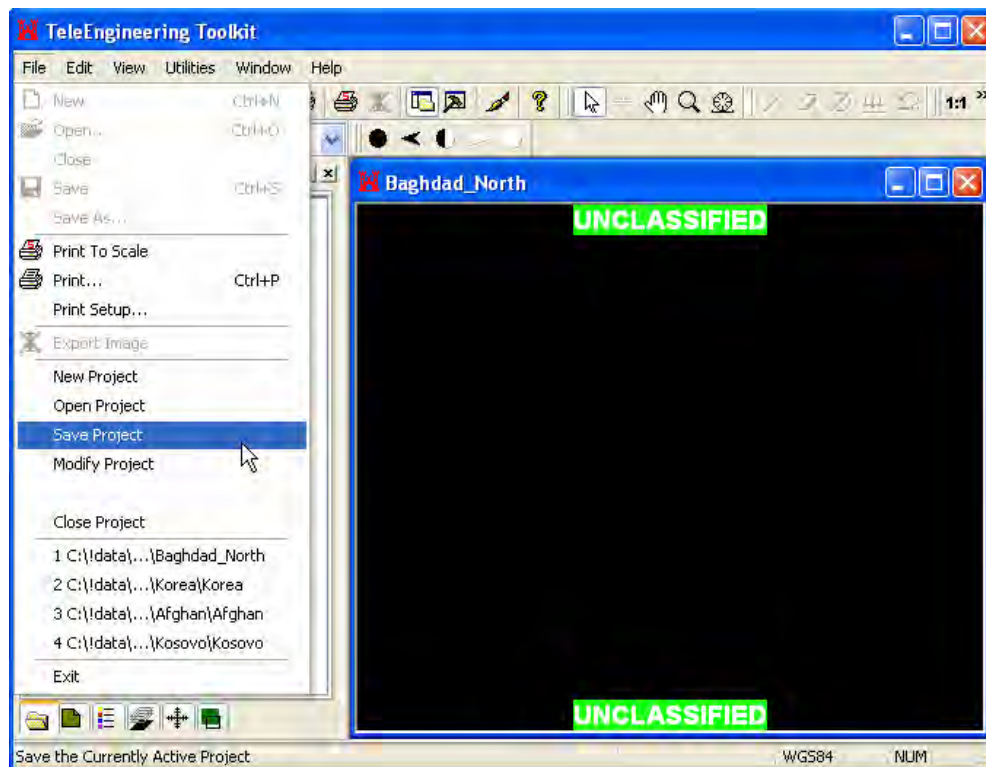 TeleEngineering Toolkit
File Edit View Utilities Window Help
New Ctrl+N
Open... Ctrl+O
Close
Save Ctrl+S
Save As...
Print To Scale
Print... Ctrl+P
Print Setup...
Export Image
New Project
Open Project
Save Project
Modify Project
Close Project
1 C:\!data\...\Baghdad_North
2 C:\!data\...\Korea\Korea
3 C:\!data\...\Afghan\Afghan
4 C:\!data\...\Kosovo\Kosovo
Exit
1:1
Baghdad_North
UNCLASSIFIED
UNCLASSIFIED
Save the Currently Active Project WGS84 NUM